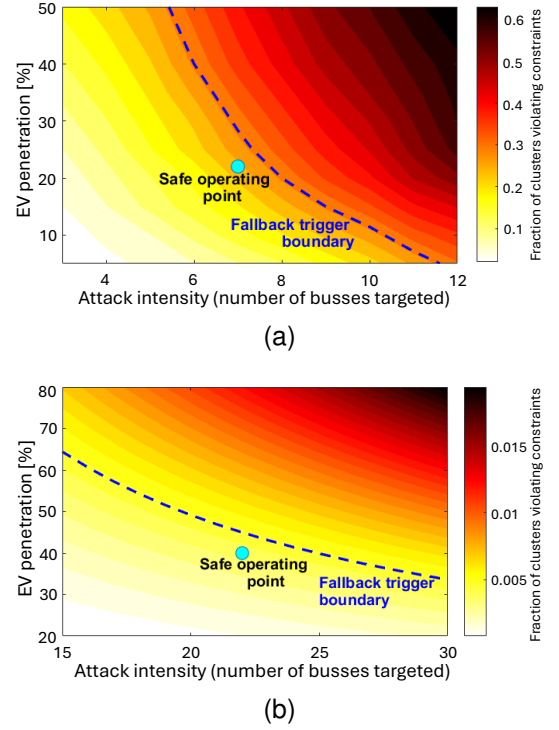 (a)
EV penetration [%]
50
40
30
20
10
4
6
8
10
12
Attack intensity (number of busses targeted)
Safe operating
point
Fallback trigger
boundary
0.6
0.5
0.4
0.3
0.2
0.1
Fraction of clusters violating constraints
(b)
EV penetration [%]
80
70
60
50
40
30
20
15
20
25
30
Attack intensity (number of busses targeted)
Safe operating
point
Fallback trigger
boundary
0.015
0.01
0.005
Fraction of clusters violating constraints